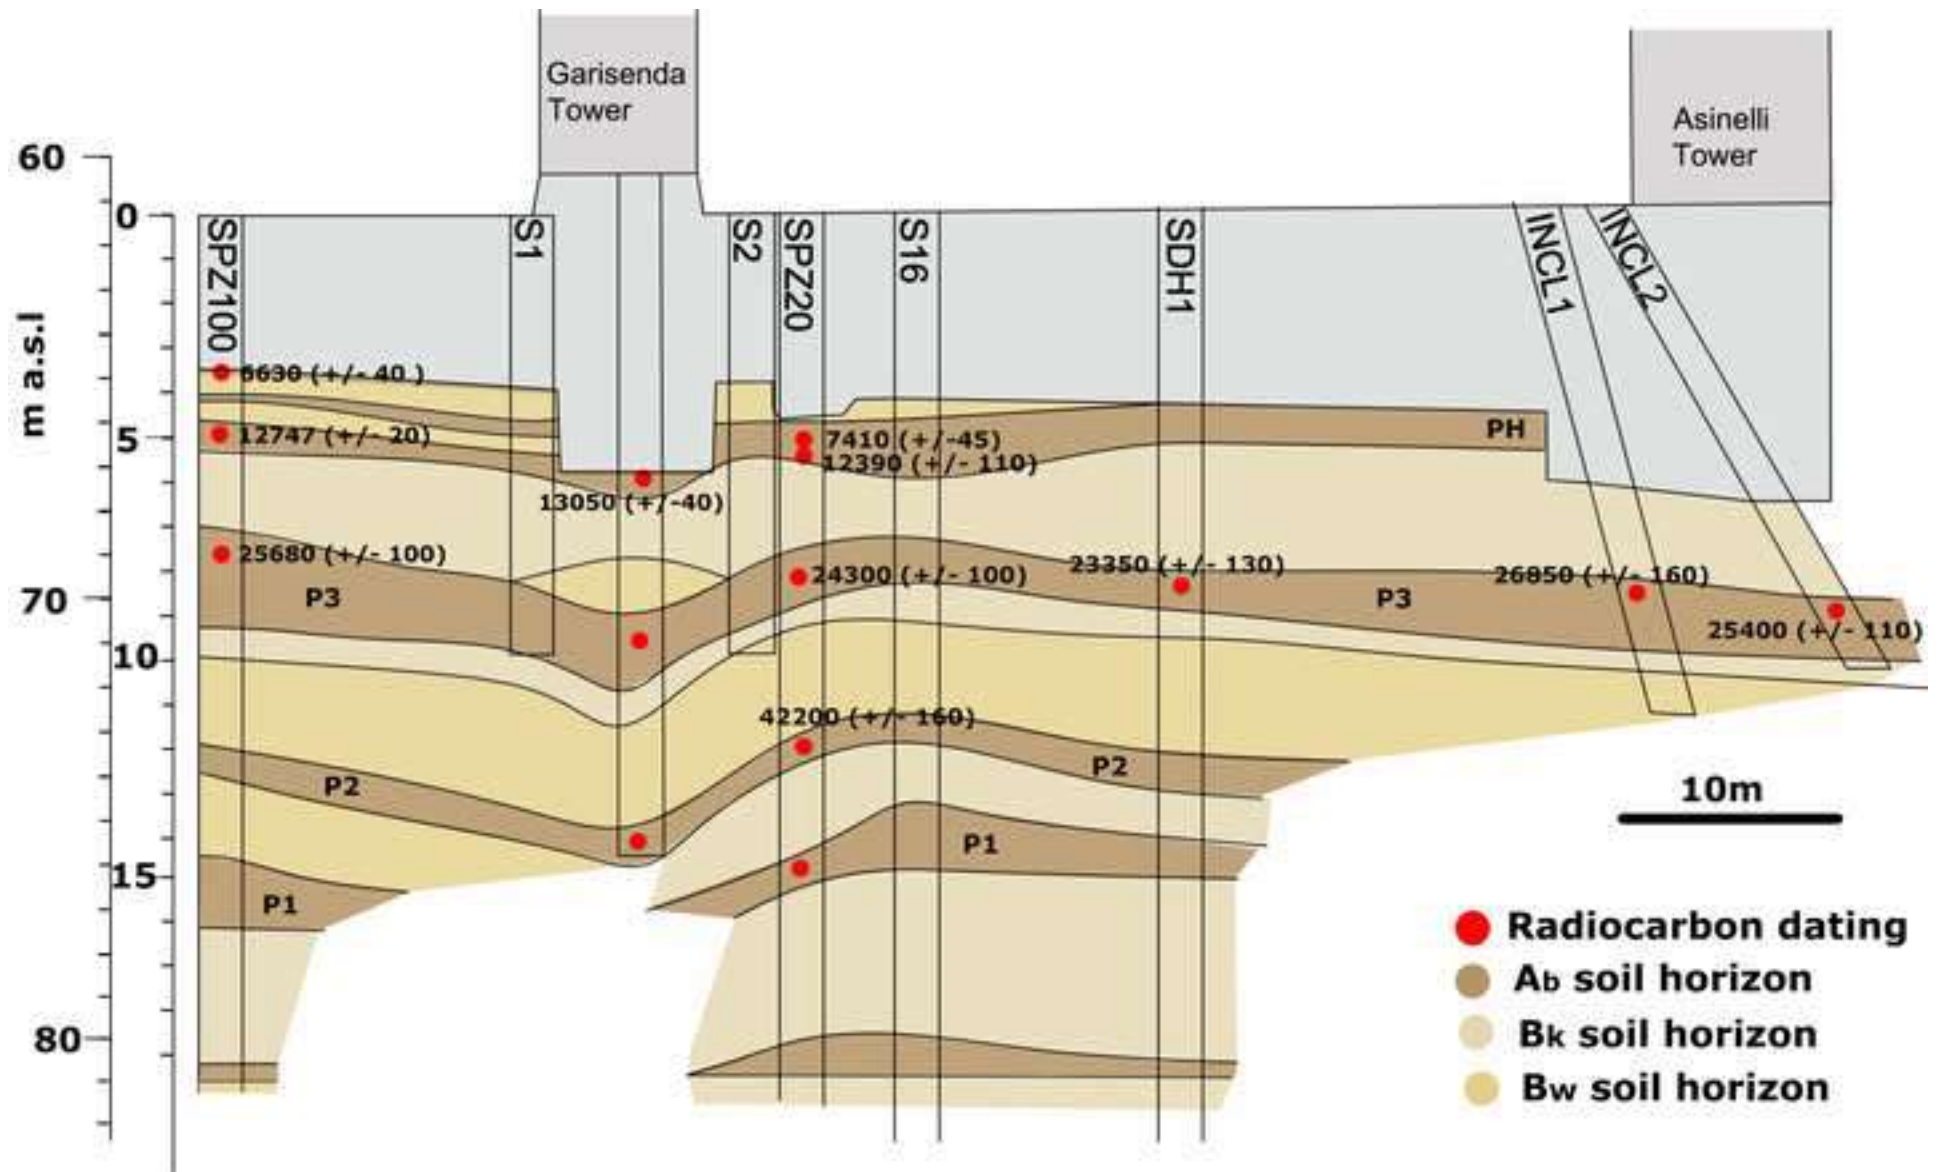 Garisenda
Tower
Asinelli
Tower
60
0
SPZ100
S1
S2
SPZ20
S16
SDH1
INCL1
INCL2
m a.s.l
6630 (+/- 40 )
5
12747 (+/- 20)
7410 (+/-45)
PH
12390 (+/- 110)
13050 (+/-40)
25680 (+/- 100)
24300 (+/- 100)
23350 (+/- 130)
26850 (+/- 160)
70
P3
P3
25400 (+/- 110)
10
42200 (+/- 160)
P2
P2
10m
P1
15
P1
Radiocarbon dating
Ab soil horizon
80
Bk soil horizon
Bw soil horizon